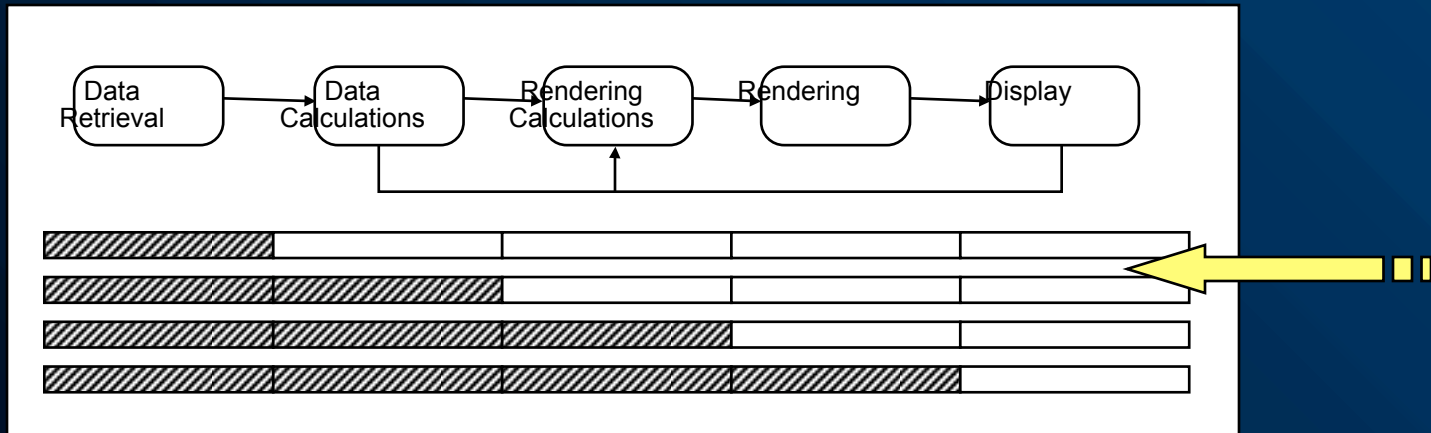 Data
Retrieval
Data
Calculations
Rendering
Calculations
Rendering
Display